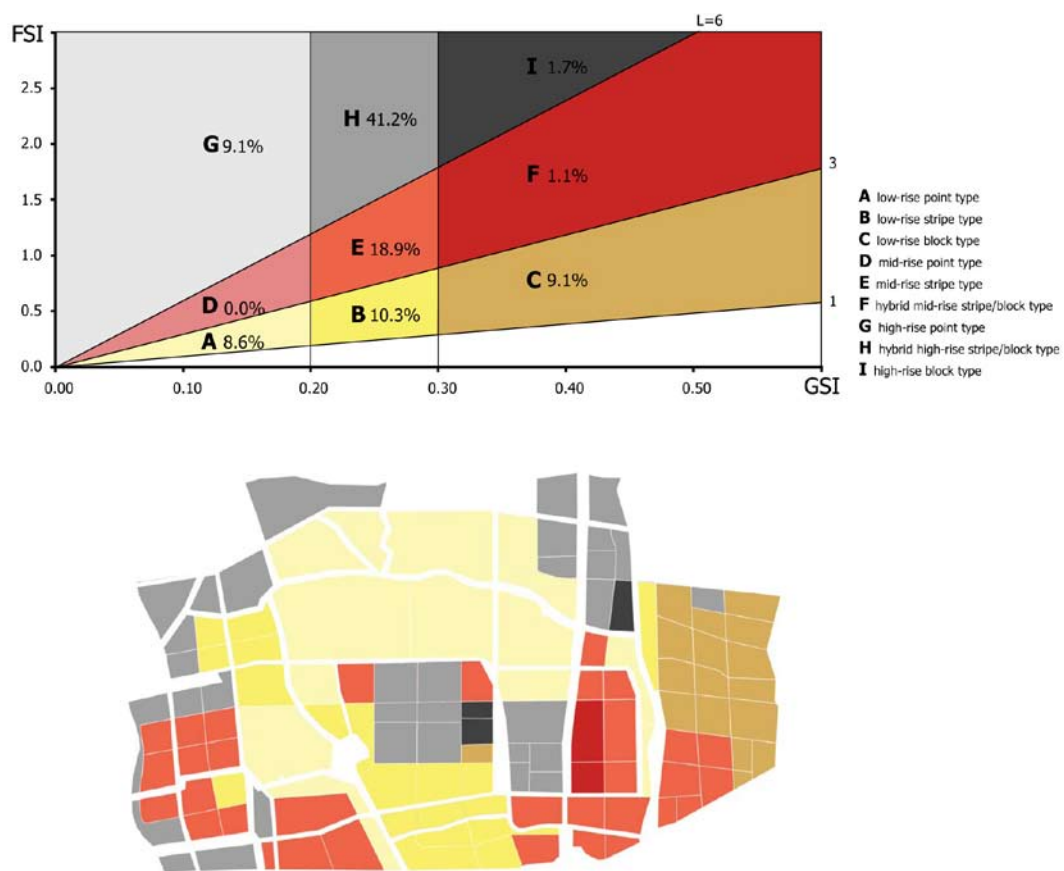 L=6
FSI
2.5
I 1.7%
H 41.2%
2.0
G 9.1%
3
F 1.1%
1.5
A low-rise point type
B low-rise stripe type
C low-rise block type
D mid-rise point type
E mid-rise stripe type
F hybrid mid-rise stripe/block type
G high-rise point type
H hybrid high-rise stripe/block type
I high-rise block type
1.0
E 18.9%
C 9.1%
1
D 0.0%
0.5
B 10.3%
A 8.6%
0.0
0.00
0.10
0.20
0.30
0.40
0.50
GSI